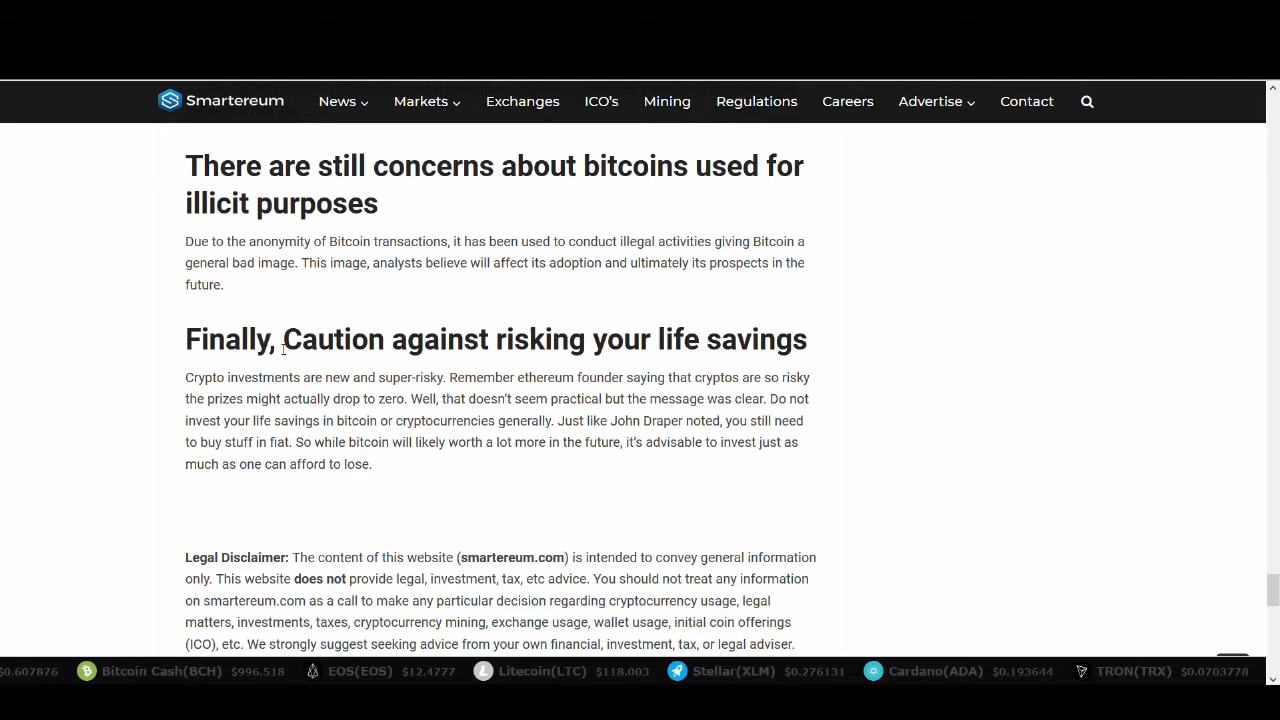 Smartereum News Markets Exchanges ICO's Mining Regulations Careers Advertise Contact
There are still concerns about bitcoins used for
illicit purposes
Due to the anonymity of Bitcoin transactions, it has been used to conduct illegal activities giving Bitcoin a
general bad image. This image, analysts believe will affect its adoption and ultimately its prospects in the
future.
Finally, Caution against risking your life savings
Crypto investments are new and super-risky. Remember ethereum founder saying that cryptos are so risky
the prizes might actually drop to zero. Well, that doesn't seem practical but the message was clear. Do not
invest your life savings in bitcoin or cryptocurrencies generally. Just like John Draper noted, you still need
to buy stuff in fiat. So while bitcoin will likely worth a lot more in the future, it's advisable to invest just as
much as one can afford to lose.
Legal Disclaimer: The content of this website (smartereum.com) is intended to convey general information
only. This website does not provide legal, investment, tax, etc advice. You should not treat any information
on smartereum.com as a call to make any particular decision regarding cryptocurrency usage, legal
matters, investments, taxes, cryptocurrency mining, exchange usage, wallet usage, initial coin offerings
(ICO), etc. We strongly suggest seeking advice from your own financial, investment, tax, or legal adviser.
$0.607876 Bitcoin Cash(BCH) $996.518 EOS(EOS) $12.4777 Litecoin(LTC) $118.003 Stellar(XLM) $0.276131 Cardano(ADA) $0.193644 TRON(TRX) $0.0703778